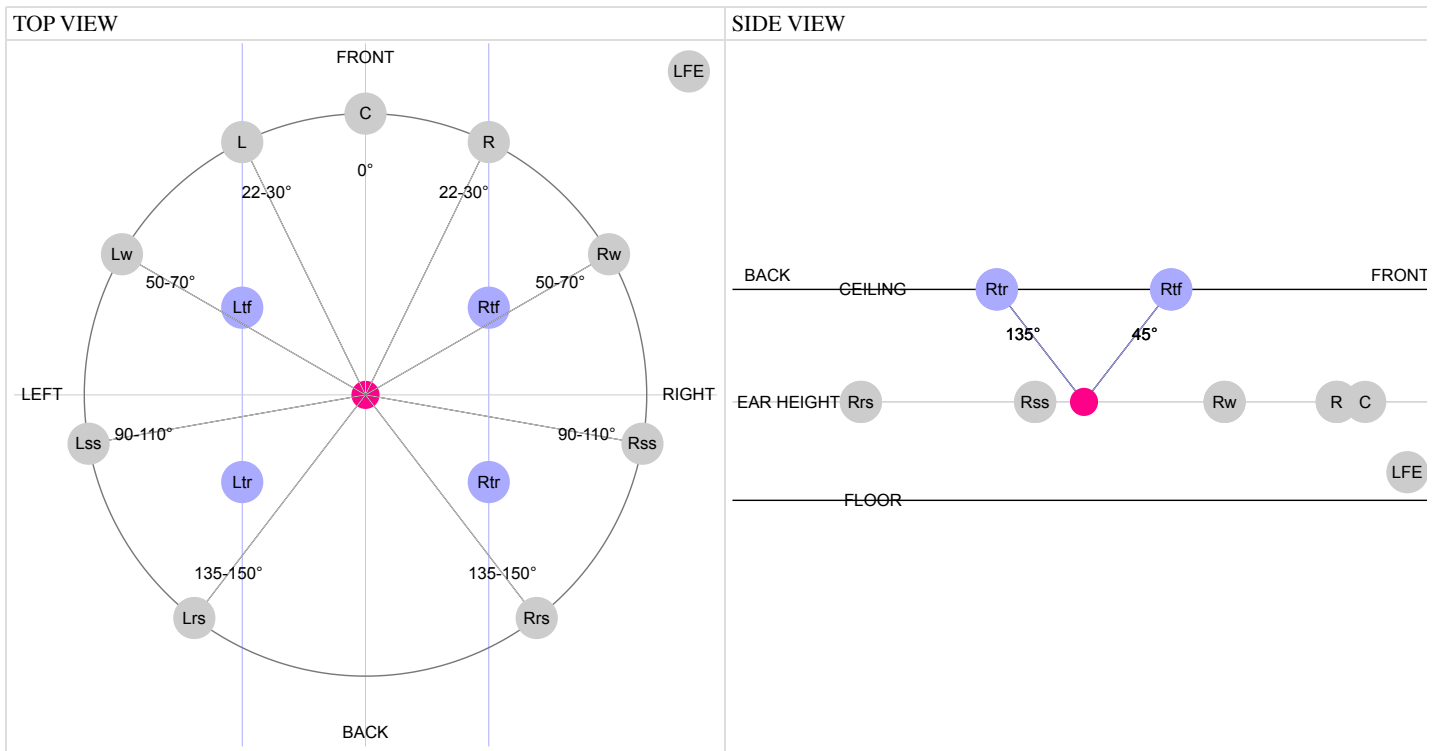 TOP VIEW
FRONT
LFE
C
L
R
0°
22-30°
22-30°
Lw
Rw
50-70°
50-70°
Ltf
Rtf
LEFT
RIGHT
90-110°
90-110°
Lss
Rss
Ltr
Rtr
135-150°
135-150°
Lrs
Rrs
BACK
SIDE VIEW
BACK
FRONT
CEILING
Rtr
Rtf
135°
45°
EAR HEIGHT
Rrs
Rss
Rw
R
C
LFE
FLOOR